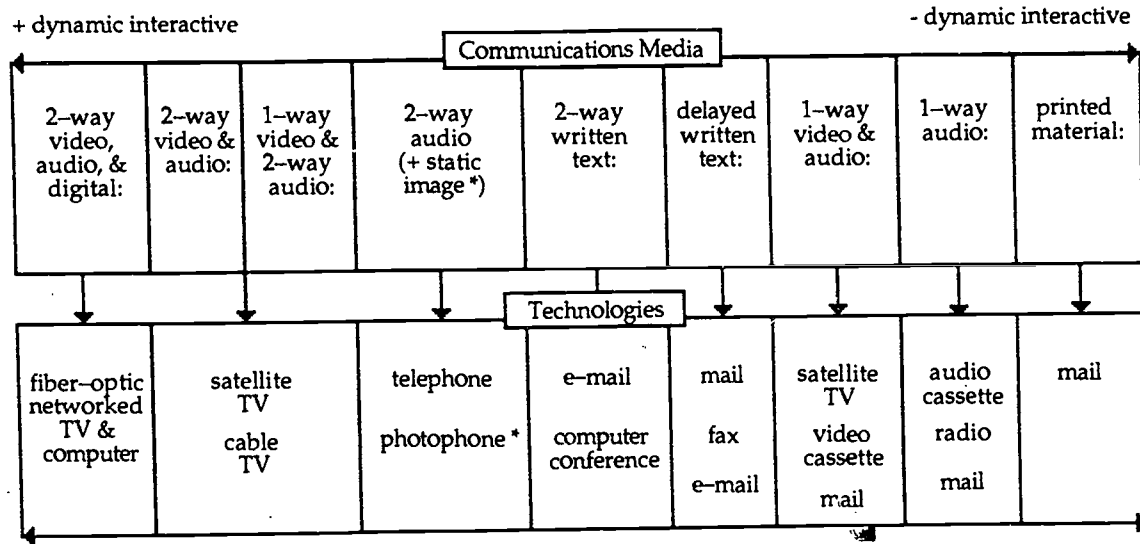 + dynamic interactive
- dynamic interactive
Communications Media
2–way
video,
audio, &
digital:
2–way
video &
audio:
1–way
video &
2–way
audio:
2–way
audio
(+ static
image *)
2–way
written
text:
delayed
written
text:
1–way
video &
audio:
1–way
audio:
printed
material:
Technologies
fiber–optic
networked
TV &
computer
satellite
TV
cable
TV
telephone
photophone *
e–mail
computer
conference
mail
fax
e–mail
satellite
TV
video
cassette
mail
audio
cassette
radio
mail
mail